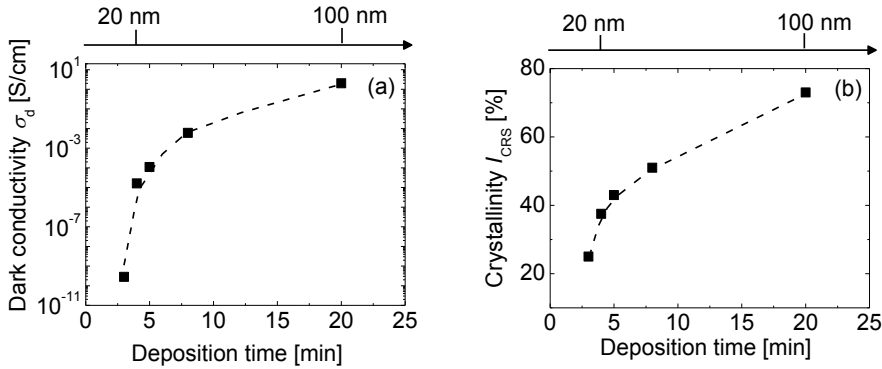 20 nm 100 nm
Dark conductivity σd [S/cm]
10^1
10^-3
10^-7
10^-11
(a)
0 5 10 15 20 25
Deposition time [min]
20 nm 100 nm
Crystallinity ICRS [%]
80
60
40
20
(b)
0 5 10 15 20 25
Deposition time [min]